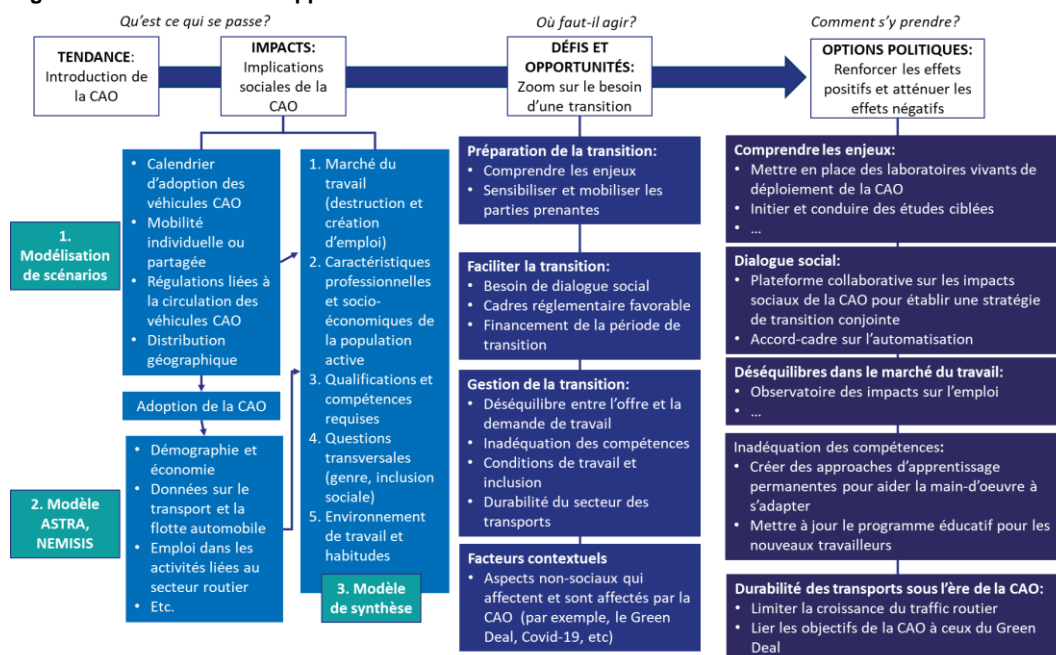 Qu'est ce qui se passe?
Où faut-il agir?
Comment s'y prendre?
TENDANCE:
Introduction de
la CAO
IMPACTS:
Implications
sociales de la
CAO
DÉFIS ET
OPPORTUNITÉS:
Zoom sur le besoin
d'une transition
OPTIONS POLITIQUES:
Renforcer les effets
positifs et atténuer les
effets négatifs
1.
Modélisation
de scénarios
• Calendrier
d'adoption des
véhicules CAO
• Mobilité
individuelle ou
partagée
• Régulations liées à
la circulation des
véhicules CAO
• Distribution
géographique
Adoption de la CAO
2. Modèle
ASTRA,
NEMISIS
• Démographie et
économie
• Données sur le
transport et la
flotte automobile
• Emploi dans les
activités liées au
secteur routier
• Etc.
1. Marché du
travail
(destruction et
création
d'emploi)
2. Caractéristiques
professionnelles
et socio-
économiques de
la population
active
3. Qualifications et
compétences
requises
4. Questions
transversales
(genre, inclusion
sociale)
5. Environnement
de travail et
habitudes
3. Modèle
de synthèse
Préparation de la transition:
• Comprendre les enjeux
• Sensibiliser et mobiliser les
parties prenantes
Faciliter la transition:
• Besoin de dialogue social
• Cadres réglementaire favorable
• Financement de la période de
transition
Gestion de la transition:
• Déséquilibre entre l'offre et la
demande de travail
• Inadéquation des compétences
• Conditions de travail et
inclusion
• Durabilité du secteur des
transports
Facteurs contextuels
• Aspects non-sociaux qui
affectent et sont affectés par la
CAO (par exemple, le Green
Deal, Covid-19, etc)
Comprendre les enjeux:
• Mettre en place des laboratoires vivants de
déploiement de la CAO
• Initier et conduire des études ciblées
• ...
Dialogue social:
• Plateforme collaborative sur les impacts
sociaux de la CAO pour établir une stratégie
de transition conjointe
• Accord-cadre sur l'automatisation
Déséquilibres dans le marché du travail:
• Observatoire des impacts sur l'emploi
• ...
Inadéquation des compétences:
• Créer des approches d'apprentissage
permanentes pour aider la main-d'oeuvre à
s'adapter
• Mettre à jour le programme éducatif pour les
nouveaux travailleurs
Durabilité des transports sous l'ère de la CAO:
• Limiter la croissance du traffic routier
• Lier les objectifs de la CAO à ceux du Green
Deal